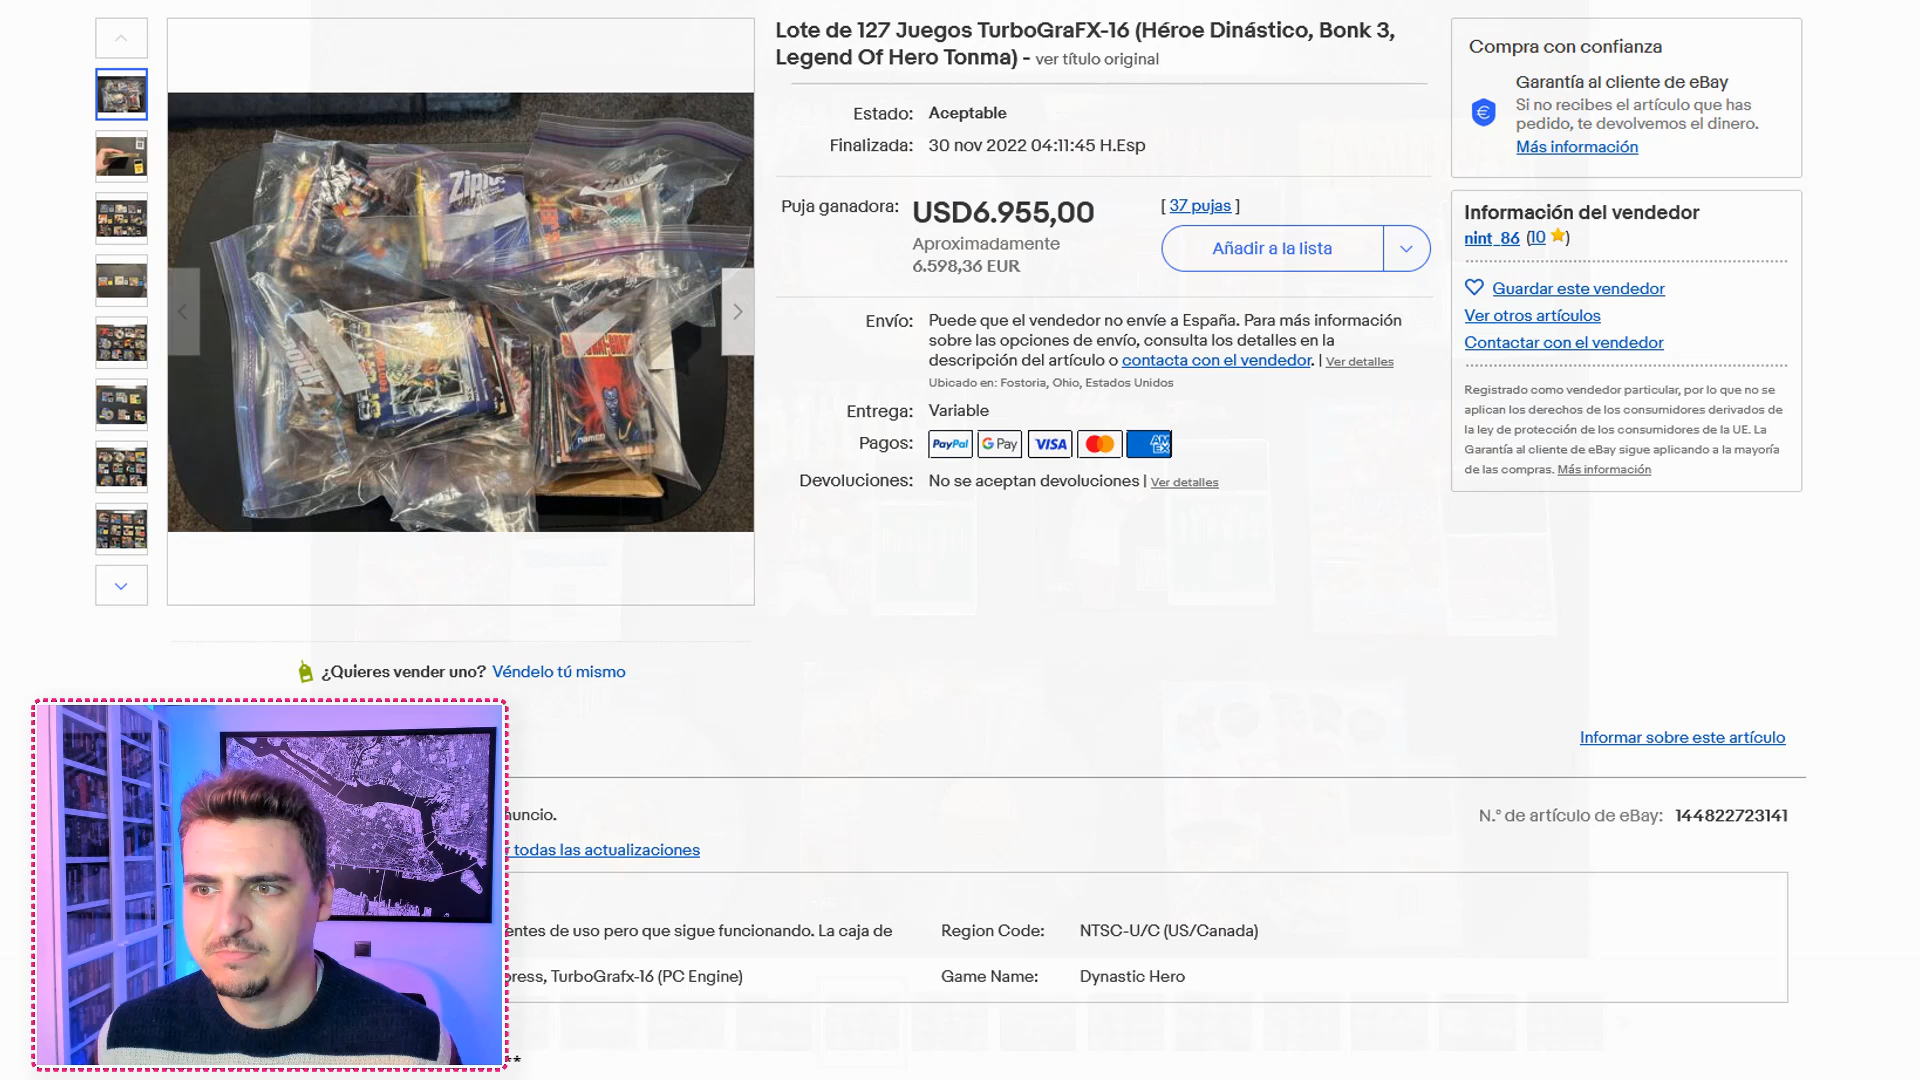 Lote de 127 Juegos TurboGraFX-16 (Héroe Dinástico, Bonk 3,
Legend Of Hero Tonma) - ver título original
Estado: Aceptable
Finalizada: 30 nov 2022 04:11:45 H.Esp
Puja ganadora: USD6.955,00
[ 37 pujas ]
Aproximadamente
6.598,36 EUR
Añadir a la lista
Envío: Puede que el vendedor no envíe a España. Para más información
sobre las opciones de envío, consulta los detalles en la
descripción del artículo o contacta con el vendedor. | Ver detalles
Ubicado en: Fostoria, Ohio, Estados Unidos
Entrega: Variable
Pagos: PayPal G Pay VISA AM EX
Devoluciones: No se aceptan devoluciones | Ver detalles
Compra con confianza
Garantía al cliente de eBay
Si no recibes el artículo que has
pedido, te devolvemos el dinero.
Más información
Información del vendedor
nint_86 (10)
Guardar este vendedor
Ver otros artículos
Contactar con el vendedor
Registrado como vendedor particular, por lo que no se
aplican los derechos de los consumidores derivados de
la ley de protección de los consumidores de la UE. La
Garantía al cliente de eBay sigue aplicando a la mayoría
de las compras. Más información
Ziploc
namco
¿Quieres vender uno? Véndelo tú mismo
Informar sobre este artículo
nuncio.
N.º de artículo de eBay: 144822723141
r todas las actualizaciones
entes de uso pero que sigue funcionando. La caja de
Region Code: NTSC-U/C (US/Canada)
press, TurboGrafx-16 (PC Engine)
Game Name: Dynastic Hero
**